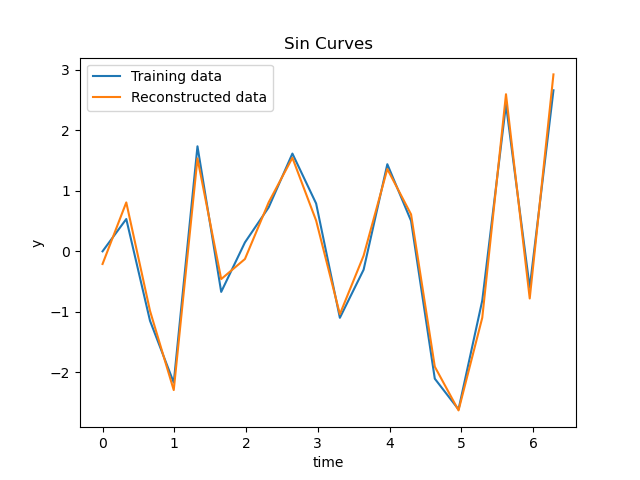 Sin Curves
Training data
Reconstructed data
3
2
1
0
−1
−2
y
0 1 2 3 4 5 6
time